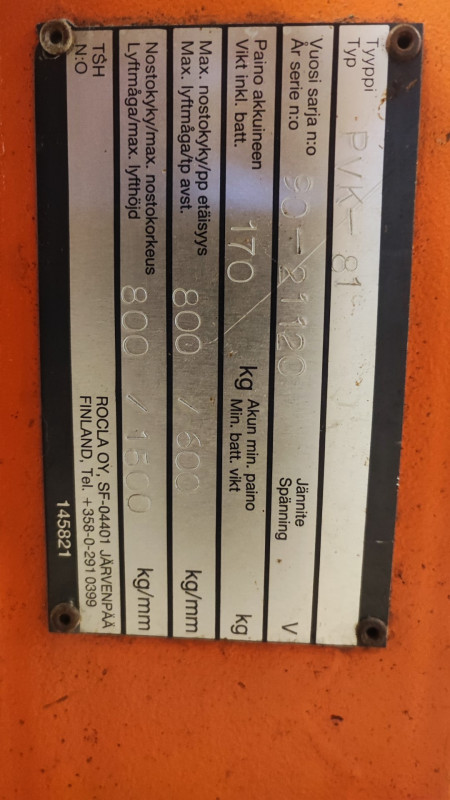 Tyyppi
Typ
PVK-81
Vuosi sarja n:o
År serie n:o
21120
Jännite
Spänning
V
Paino akkuineen
Vikt inkl. batt.
170
kg
Akun min. paino
Min. batt. vikt
kg
Max. nostokyky/pp etäisyys
Max. lyftmåga/tp avst.
800 / 600
kg/mm
Nostokyky/max. nostokorkeus
Lyftmåga/max. lyfthöjd
800 / 1500
kg/mm
TSH
N:O
ROCLA OY, SF-04401 JÄRVENPÄÄ
FINLAND, Tel. +358-0-291 0399
145821